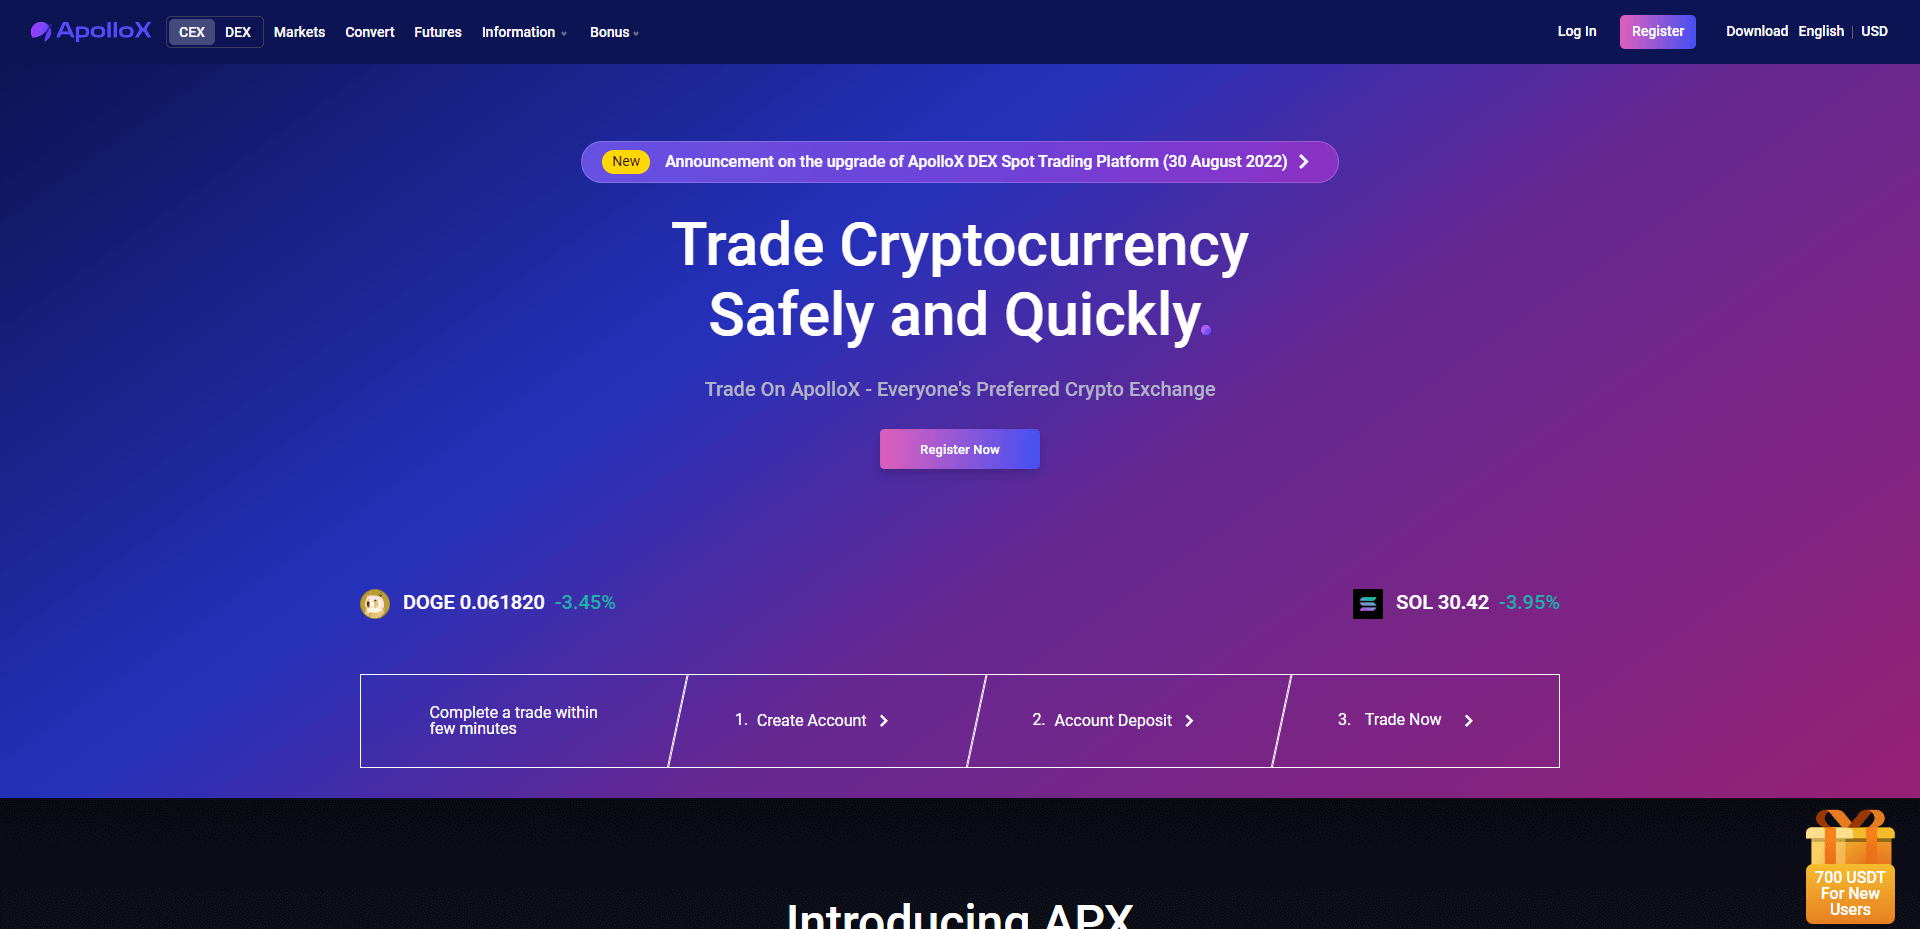 ApolloX CEX DEX Markets Convert Futures Information Bonus Log In Register Download English | USD
New Announcement on the upgrade of ApolloX DEX Spot Trading Platform (30 August 2022)
Trade Cryptocurrency
Safely and Quickly.
Trade On ApolloX - Everyone's Preferred Crypto Exchange
Register Now
DOGE 0.061820 -3.45%
SOL 30.42 -3.95%
Complete a trade within
few minutes
1. Create Account
2. Account Deposit
3. Trade Now
700 USDT
For New
Users
Introducing APX